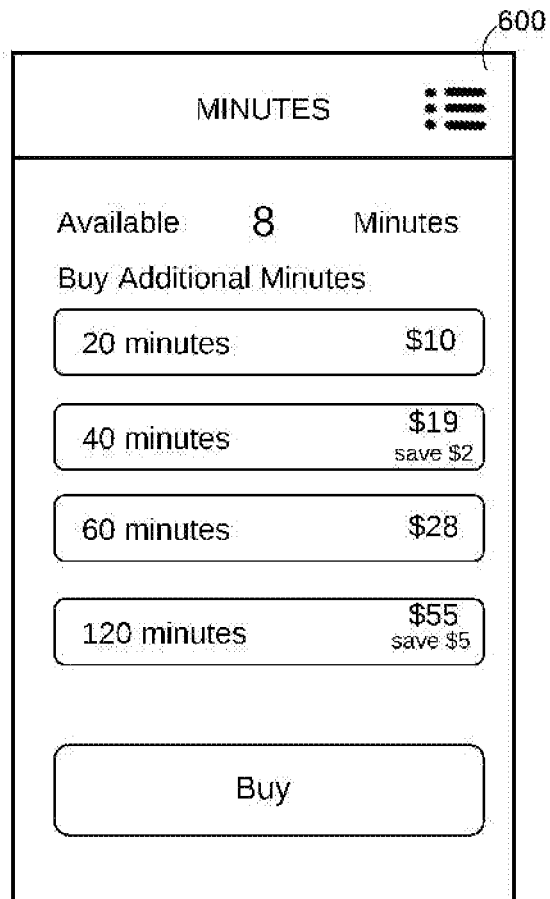 600
MINUTES
Available 8 Minutes
Buy Additional Minutes
20 minutes $10
40 minutes $19
save $2
60 minutes $28
120 minutes $55
save $5
Buy